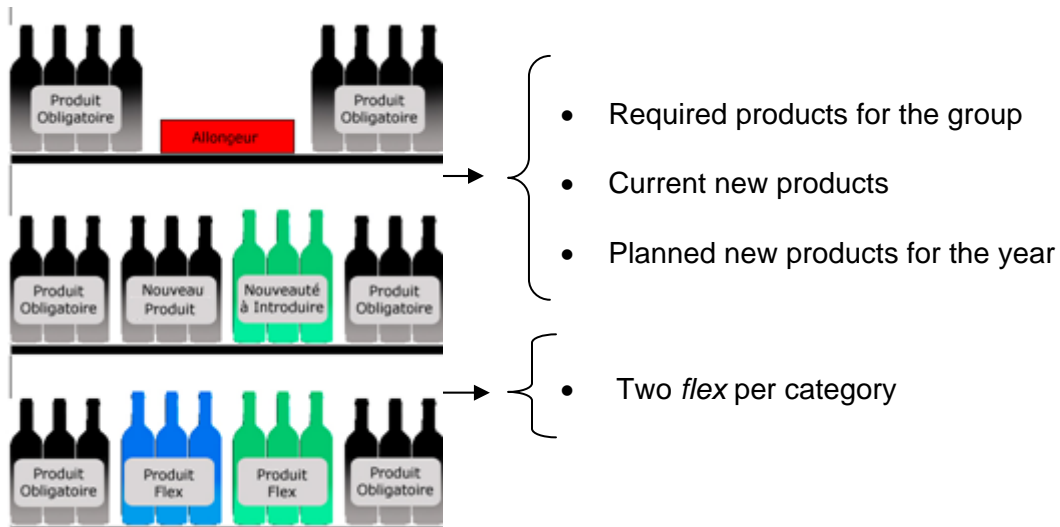 Produit
Obligatoire
Allongeur
Produit
Obligatoire
Produit
Obligatoire
Nouveau
Produit
Nouveauté
à Introduire
Produit
Obligatoire
Produit
Obligatoire
Produit
Flex
Produit
Flex
Produit
Obligatoire
• Required products for the group
• Current new products
• Planned new products for the year
• Two flex per category